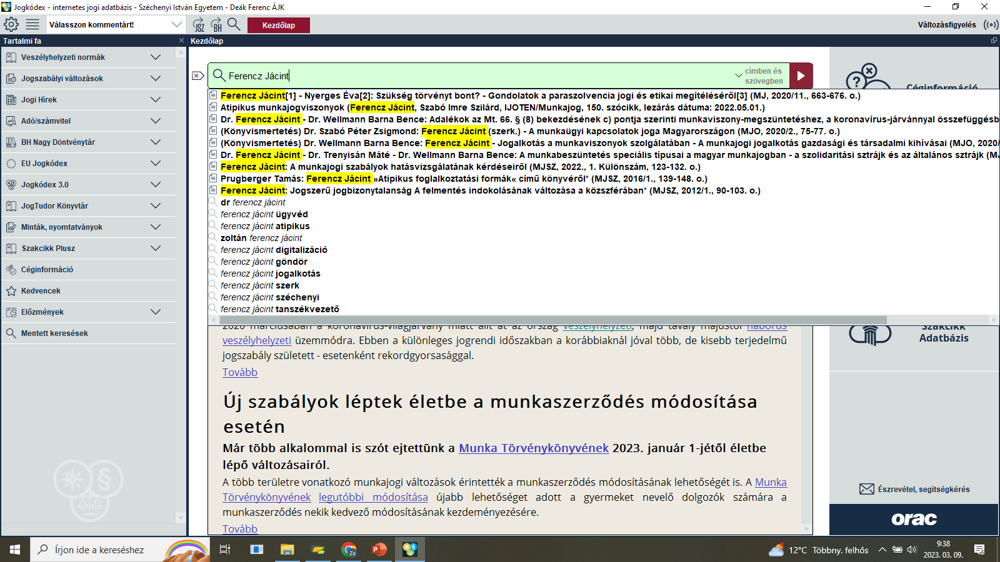 Jogkódex - internetes jogi adatbázis - Széchenyi István Egyetem - Deák Ferenc ÁJK
Válasszon kommentárt!
JSZ
BH
Kezdőlap
Változásfigyelés
Tartalmi fa
Kezdőlap
Veszélyhelyzeti normák
Jogszabályi változások
Jogi Hírek
Adó/számvitel
BH Nagy Döntvénytár
EU Jogkódex
Jogkódex 3.0
JogTudor Könyvtár
Minták, nyomtatványok
Szakcikk Plusz
Céginformáció
Kedvencek
Előzmények
Mentett keresések
Ferencz Jácint
címben és
szövegben
Ferencz Jácint[1] - Nyerges Éva[2]: Szükség törvényt bont? - Gondolatok a paraszolvencia jogi és etikai megítéléséről[3] (MJ, 2020/11., 663-676. o.)
Atipikus munkajogviszonyok (Ferencz Jácint, Szabó Imre Szilárd, IJOTEN/Munkajog, 150. szócikk, lezárás dátuma: 2022.05.01.)
Dr. Ferencz Jácint - Dr. Wellmann Barna Bence: Adalékok az Mt. 66. § (8) bekezdésének c) pontja szerinti munkaviszony-megszüntetéshez, a koronavírus-járvánnyal összefüggésb
(Könyvismertetés) Dr. Szabó Péter Zsigmond: Ferencz Jácint (szerk.) - A munkaügyi kapcsolatok joga Magyarországon (MJO, 2020/2., 75-77. o.)
(Könyvismertetés) Dr. Wellmann Barna Bence: Ferencz Jácint - Jogalkotás a munkaviszonyok szolgálatában - A munkajogi jogalkotás gazdasági és társadalmi kihívásai (MJO, 2020/
Dr. Ferencz Jácint - Dr. Trenyisán Máté - Dr. Wellmann Barna Bence: A munkabeszüntetés speciális típusai a magyar munkajogban - a szolidaritási sztrájk és az általános sztrájk (MJ
Ferencz Jácint: A munkajogi szabályok hatásvizsgálatának kérdéseiről (MJSZ, 2022., 1. Különszám, 123-132. o.)
Prugberger Tamás: Ferencz Jácint »Atipikus foglalkoztatási formák« című könyvéről* (MJSZ, 2016/1., 139-148. o.)
Ferencz Jácint: Jogszerű jogbizonytalanság A felmentés indokolásának változása a közszférában* (MJSZ, 2012/1., 90-103. o.)
dr ferencz jácint
ferencz jácint ügyvéd
ferencz jácint atipikus
zoltán ferencz jácint
ferencz jácint digitalizáció
ferencz jácint göndör
ferencz jácint jogalkotás
ferencz jácint szerk
ferencz jácint széchenyi
ferencz jácint tanszékvezető
2020 márciusában a koronavírus-világjárvány miatt állt át az ország veszélyhelyzeti, majd tavaly májustól háborús
veszélyhelyzeti üzemmódra. Ebben a különleges jogrendi időszakban a korábbiaknál jóval több, de kisebb terjedelmű
jogszabály született - esetenként rekordgyorsasággal.
Tovább
Új szabályok léptek életbe a munkaszerződés módosítása
esetén
Már több alkalommal is szót ejtettünk a Munka Törvénykönyvének 2023. január 1-jétől életbe
lépő változásairól.
A több területre vonatkozó munkajogi változások érintették a munkaszerződés módosításának lehetőségét is. A Munka
Törvénykönyvének legutóbbi módosítása újabb lehetőséget adott a gyermeket nevelő dolgozók számára a
munkaszerződés nekik kedvező módosításának kezdeményezésére.
Tovább
Céginformáció
Szakcikk
Adatbázis
Észrevétel, segítségkérés
orac
Írjon ide a kereséshez
Zs
12°C Többny. felhős
9:38
2023. 03. 09.